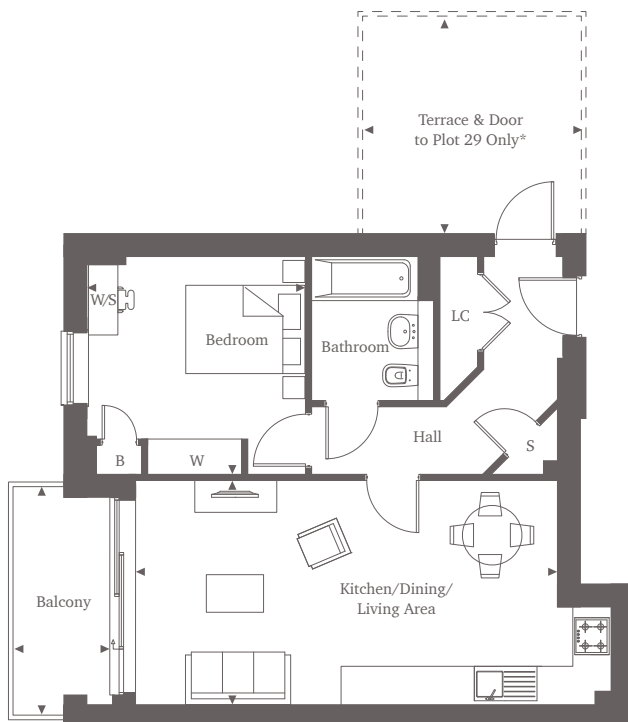 Terrace & Door
to Plot 29 Only*
W/S
LC
Bedroom
Bathroom
Hall
S
B
W
Kitchen/Dining/
Living Area
Balcony